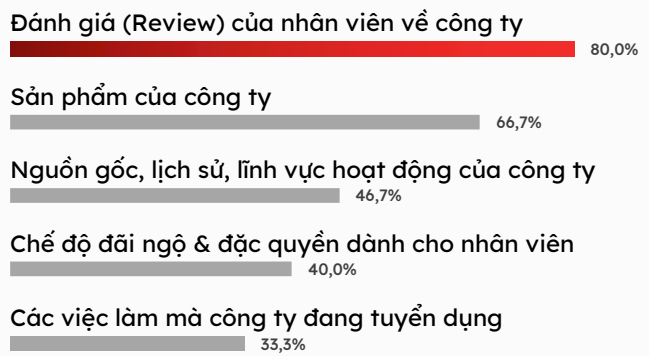 Đánh giá (Review) của nhân viên về công ty
80,0%
Sản phẩm của công ty
66,7%
Nguồn gốc, lịch sử, lĩnh vực hoạt động của công ty
46,7%
Chế độ đãi ngộ & đặc quyền dành cho nhân viên
40,0%
Các việc làm mà công ty đang tuyển dụng
33,3%